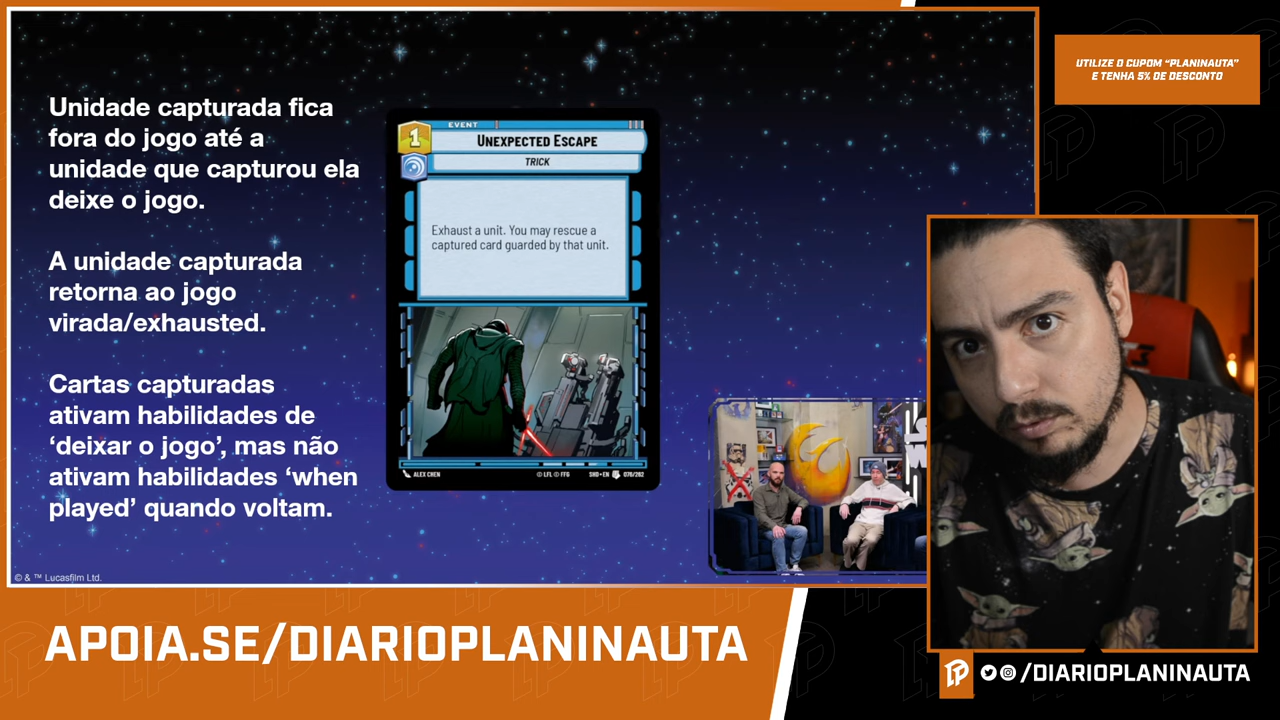 UTILIZE O CUPOM “PLANINAUTA”
E TENHA 5% DE DESCONTO
Unidade capturada fica
fora do jogo até a
unidade que capturou ela
deixe o jogo.
A unidade capturada
retorna ao jogo
virada/exhausted.
Cartas capturadas
ativam habilidades de
‘deixar o jogo’, mas não
ativam habilidades ‘when
played’ quando voltam.
EVENT
1
UNEXPECTED ESCAPE
TRICK
Exhaust a unit. You may rescue a
captured card guarded by that unit.
ALEX CHEN
© LFL © FFG
SHD•EN
076/262
© & ™ Lucasfilm Ltd.
APOIA.SE/DIARIOPLANINAUTA
/DIARIOPLANINAUTA